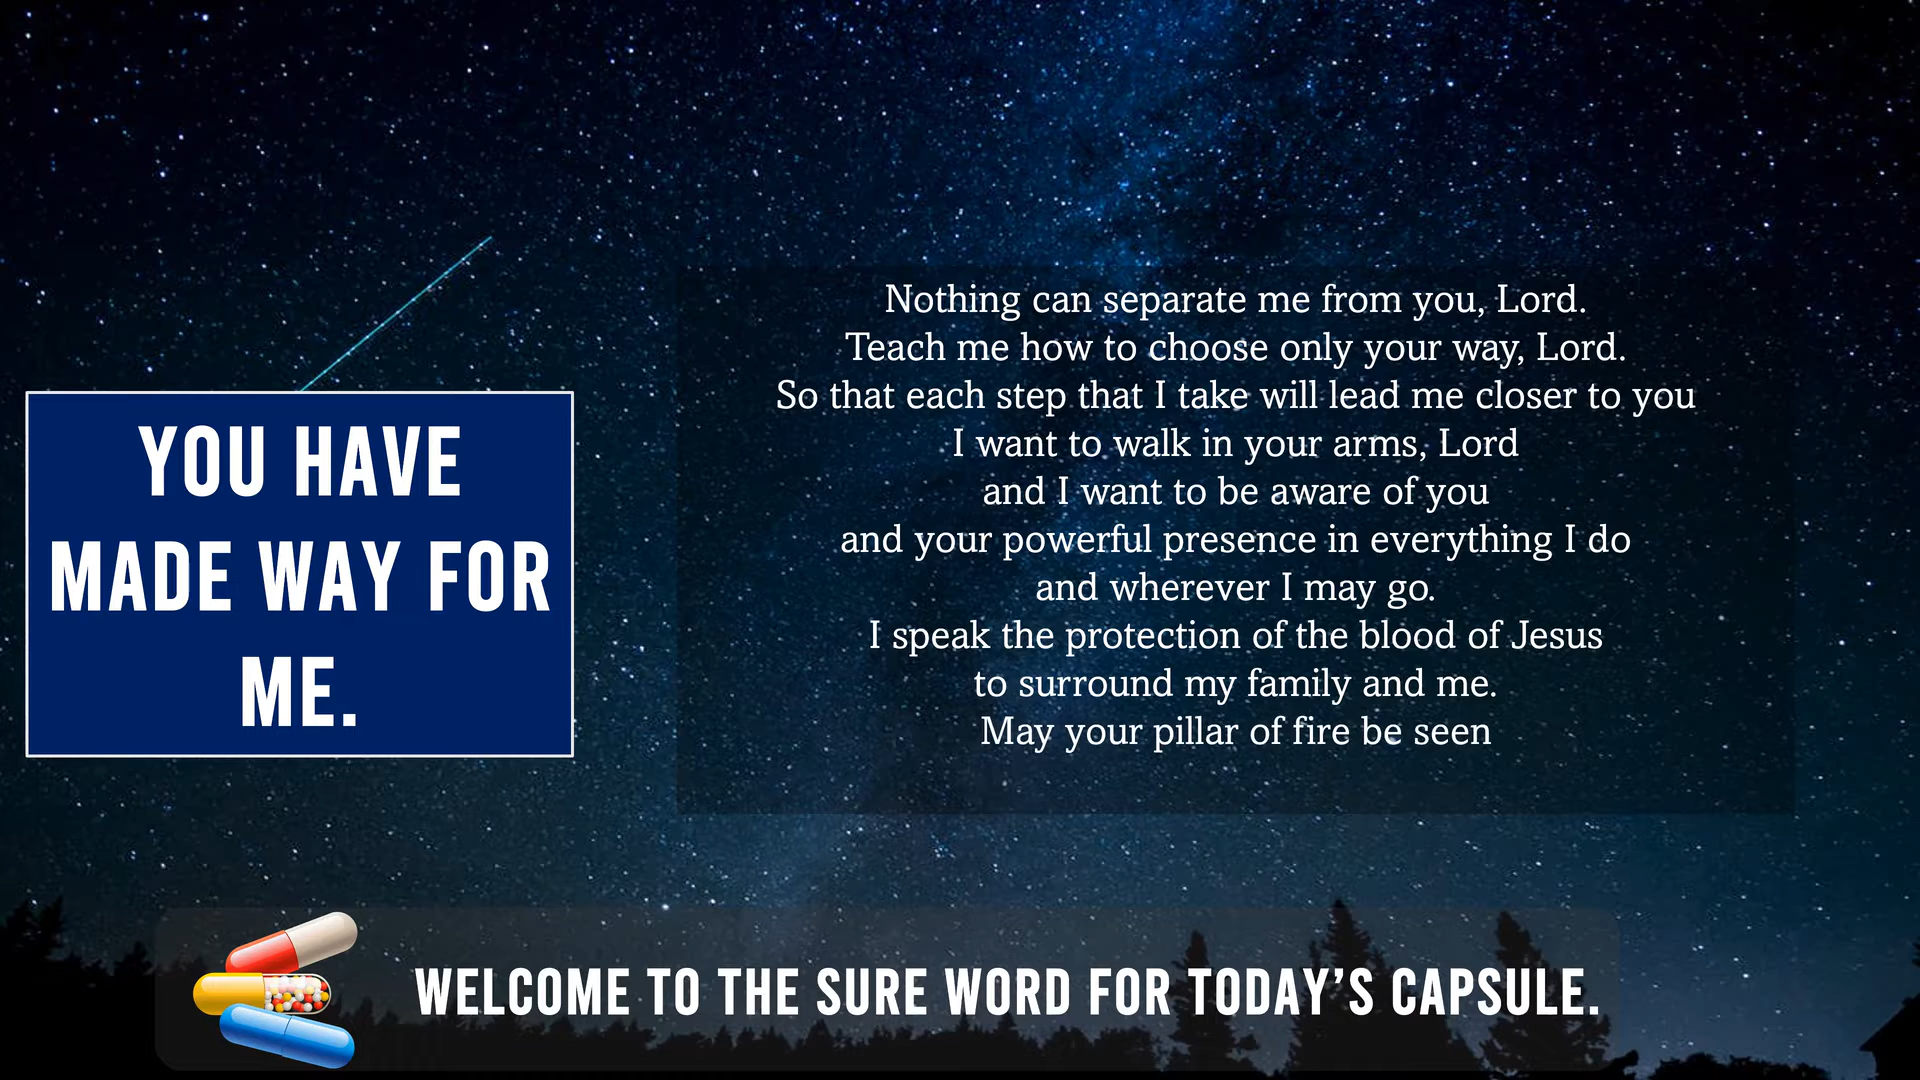 YOU HAVE
MADE WAY FOR
ME.
Nothing can separate me from you, Lord.
Teach me how to choose only your way, Lord.
So that each step that I take will lead me closer to you
I want to walk in your arms, Lord
and I want to be aware of you
and your powerful presence in everything I do
and wherever I may go.
I speak the protection of the blood of Jesus
to surround my family and me.
May your pillar of fire be seen
WELCOME TO THE SURE WORD FOR TODAY'S CAPSULE.